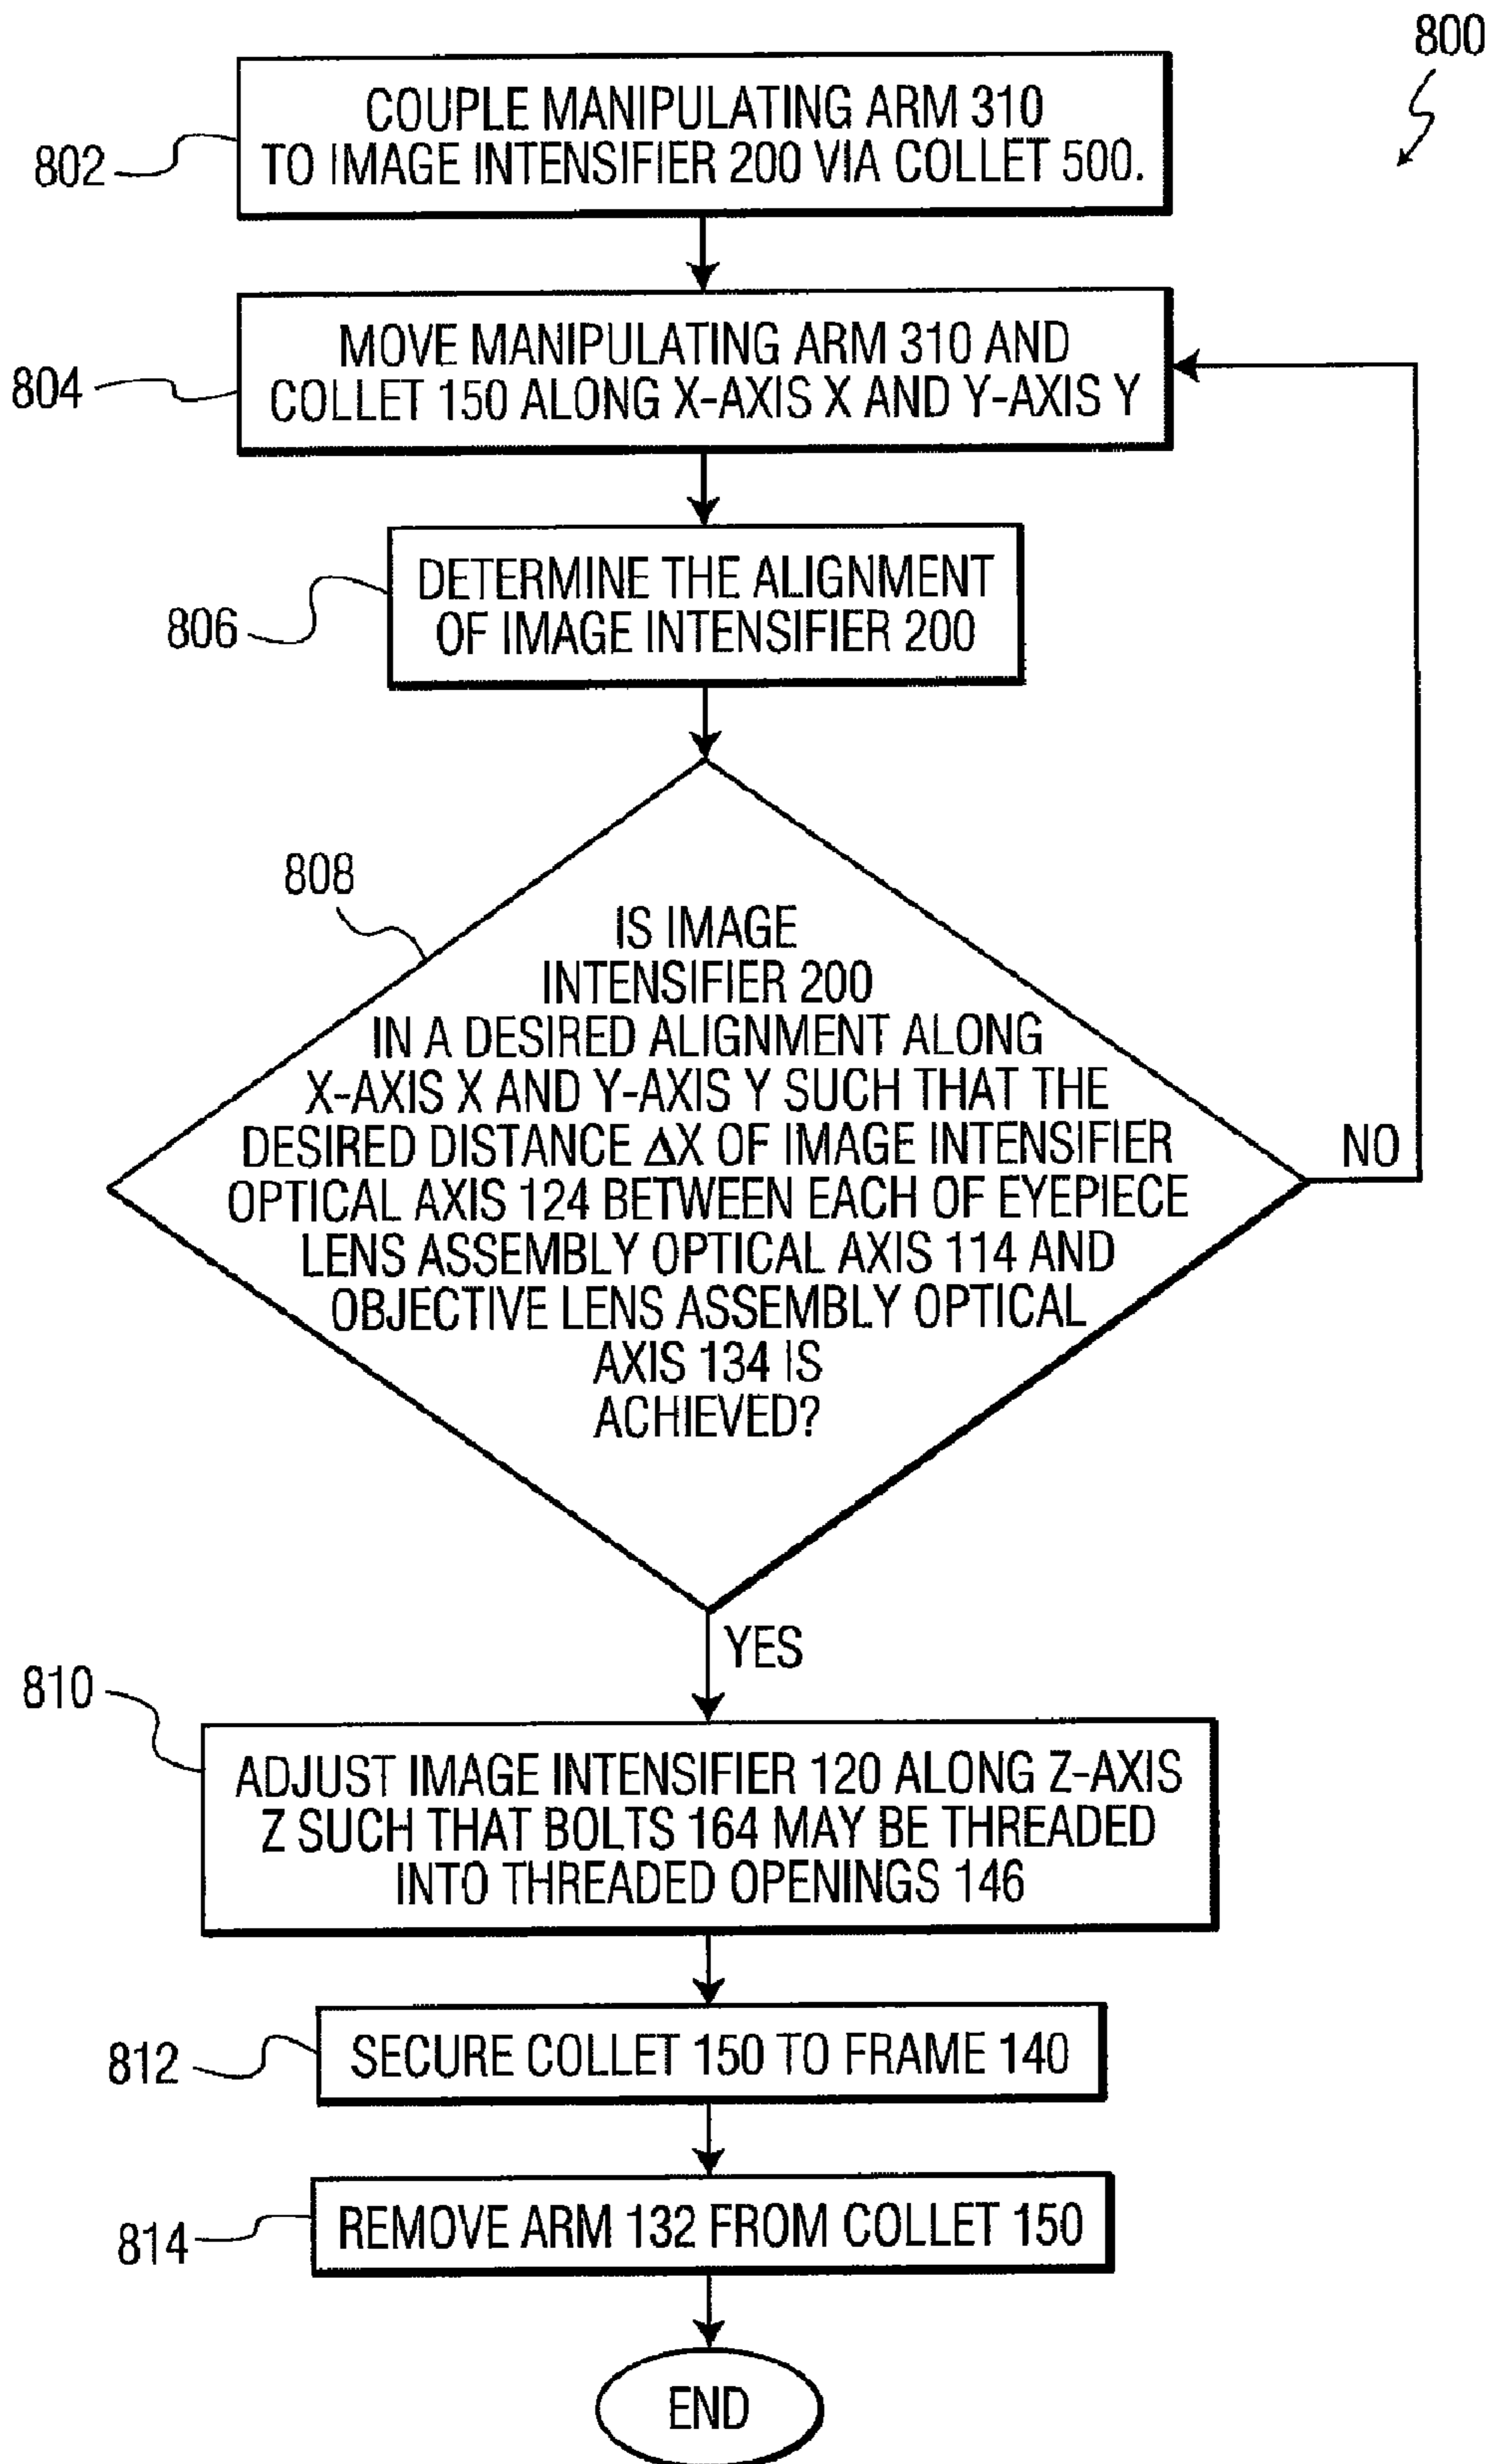 800
COUPLE MANIPULATING ARM 310
TO IMAGE INTENSIFIER 200 VIA COLLET 500.
802
MOVE MANIPULATING ARM 310 AND
COLLET 150 ALONG X-AXIS X AND Y-AXIS Y
804
DETERMINE THE ALIGNMENT
OF IMAGE INTENSIFIER 200
806
808
IS IMAGE
INTENSIFIER 200
IN A DESIRED ALIGNMENT ALONG
X-AXIS X AND Y-AXIS Y SUCH THAT THE
DESIRED DISTANCE ΔX OF IMAGE INTENSIFIER
OPTICAL AXIS 124 BETWEEN EACH OF EYEPIECE
LENS ASSEMBLY OPTICAL AXIS 114 AND
OBJECTIVE LENS ASSEMBLY OPTICAL
AXIS 134 IS
ACHIEVED?
NO
YES
810
ADJUST IMAGE INTENSIFIER 120 ALONG Z-AXIS
Z SUCH THAT BOLTS 164 MAY BE THREADED
INTO THREADED OPENINGS 146
812
SECURE COLLET 150 TO FRAME 140
814
REMOVE ARM 132 FROM COLLET 150
END